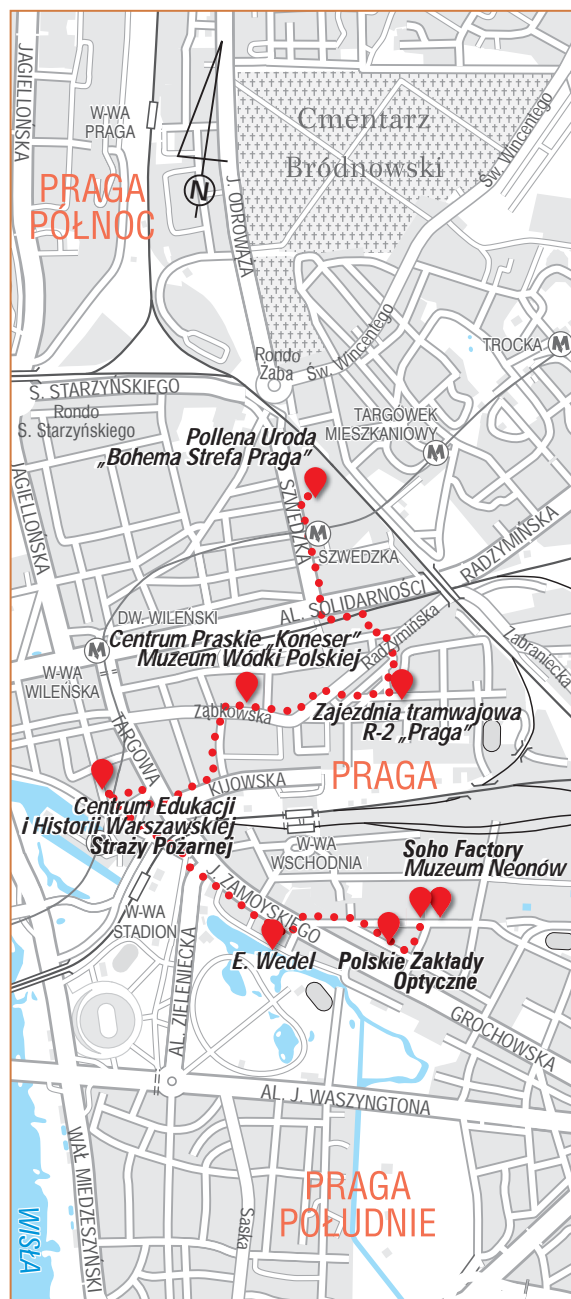 JAGIELLOŃSKA
W-WA
PRAGA
Cmentarz
Bródnowski
Św. Wincentego
PRAGA
PÓŁNOC
N
J. ODROWĄŻA
Rondo
Żaba
Św. Wincentego
TROCKA
M
S. STARZYŃSKIEGO
Rondo
S. Starzyńskiego
TARGÓWEK
MIESZKANIOWY
M
Pollena Uroda
„Bohema Strefa Praga”
JAGIELLOŃSKA
SZWEDZKA
M
SZWEDZKA
RADZYMIŃSKA
AL. SOLIDARNOŚCI
DW. WILEŃSKI
Centrum Praskie „Koneser”
Muzeum Wódki Polskiej
Radzymińska
Zabraniecka
M
W-WA
WILEŃSKA
Ząbkowska
Zajezdnia tramwajowa
R-2 „Praga”
TARGOWA
KIJOWSKA
PRAGA
Centrum Edukacji
i Historii Warszawskiej
Straży Pożarnej
W-WA
WSCHODNIA
Soho Factory
Muzeum Neonów
J. ZAMOYSKIEGO
W-WA
STADION
E. Wedel
Polskie Zakłady
Optyczne
AL. ZIELENIECKA
GROCHOWSKA
AL. J. WASZYNGTONA
WAŁ MIEDZESZYŃSKI
PRAGA
POŁUDNIE
Saska
WISŁA